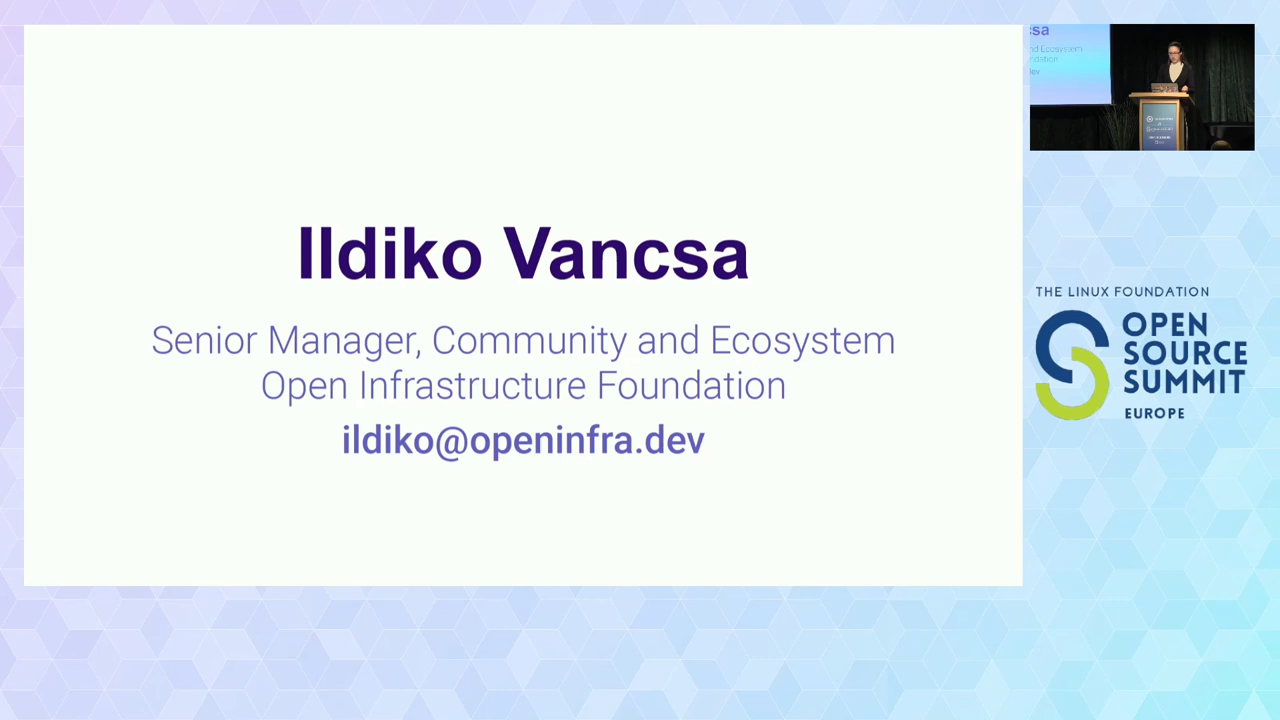 Ildiko Vancsa
Senior Manager, Community and Ecosystem
Open Infrastructure Foundation
ildiko@openinfra.dev
THE LINUX FOUNDATION
OPEN
SOURCE
SUMMIT
EUROPE